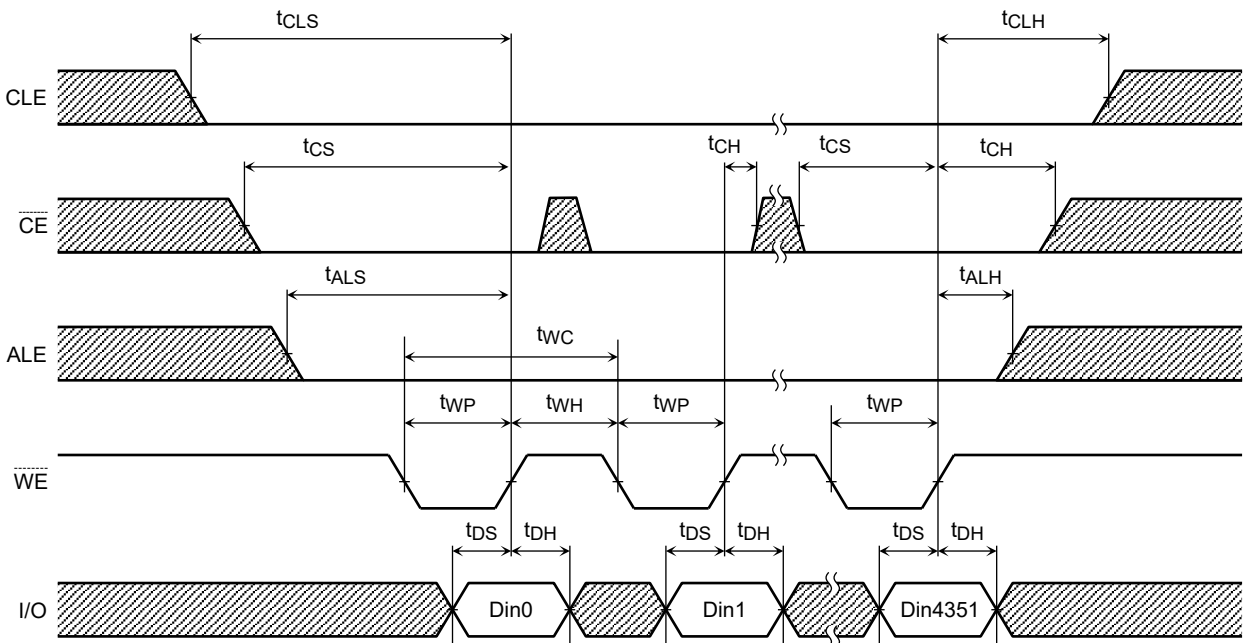 tCLS tCLH
CLE
tCS tCH tCS tCH
CE
tALS tALH
ALE
tWC
tWP tWH tWP tWP
WE
tDS tDH tDS tDH tDS tDH
I/O Din0 Din1 Din4351